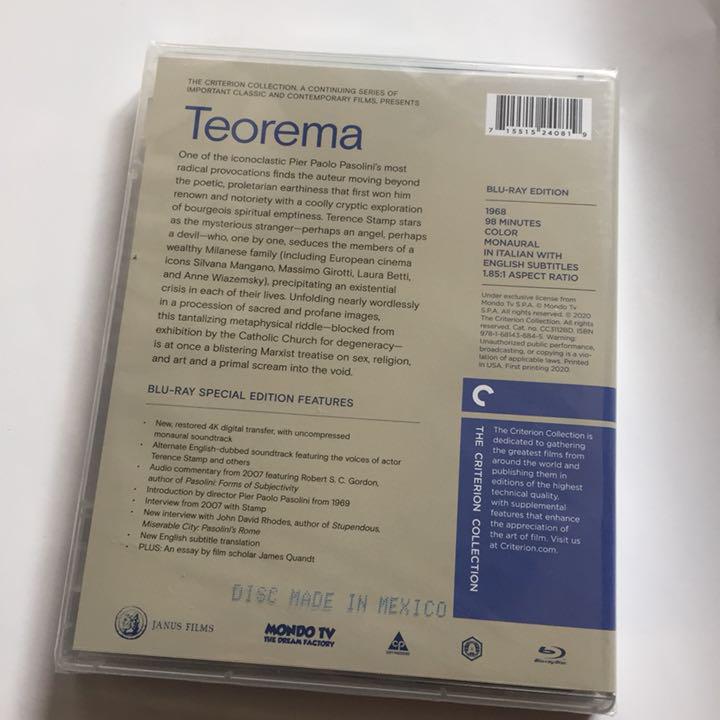 THE CRITERION COLLECTION, A CONTINUING SERIES OF
IMPORTANT CLASSIC AND CONTEMPORARY FILMS, PRESENTS
Teorema
One of the iconoclastic Pier Paolo Pasolini's most
radical provocations finds the auteur moving beyond
the poetic, proletarian earthiness that first won him
renown and notoriety with a coolly cryptic exploration
of bourgeois spiritual emptiness. Terence Stamp stars
as the mysterious stranger—perhaps an angel, perhaps
a devil—who, one by one, seduces the members of a
wealthy Milanese family (including European cinema
icons Silvana Mangano, Massimo Girotti, Laura Betti,
and Anne Wiazemsky), precipitating an existential
crisis in each of their lives. Unfolding nearly wordlessly
in a procession of sacred and profane images,
this tantalizing metaphysical riddle—blocked from
exhibition by the Catholic Church for degeneracy—
is at once a blistering Marxist treatise on sex, religion,
and art and a primal scream into the void.
BLU-RAY SPECIAL EDITION FEATURES
· New, restored 4K digital transfer, with uncompressed
monaural soundtrack
· Alternate English-dubbed soundtrack featuring the voices of actor
Terence Stamp and others
· Audio commentary from 2007 featuring Robert S. C. Gordon,
author of Pasolini: Forms of Subjectivity
· Introduction by director Pier Paolo Pasolini from 1969
· Interview from 2007 with Stamp
· New interview with John David Rhodes, author of Stupendous,
Miserable City: Pasolini's Rome
· New English subtitle translation
· PLUS: An essay by film scholar James Quandt
7 15515 24081 9
BLU-RAY EDITION
1968
98 MINUTES
COLOR
MONAURAL
IN ITALIAN WITH
ENGLISH SUBTITLES
1.85:1 ASPECT RATIO
Under exclusive license from
Mondo Tv S.P.A. © Mondo Tv
S.P.A. All rights reserved. © 2020
The Criterion Collection. All rights
reserved. Cat. no. CC3112BD. ISBN
978-1-68143-684-5. Warning:
Unauthorized public performance,
broadcasting, or copying is a vio-
lation of applicable laws. Printed
in USA. First printing 2020.
THE CRITERION COLLECTION
The Criterion Collection is
dedicated to gathering
the greatest films from
around the world and
publishing them in
editions of the highest
technical quality,
with supplemental
features that enhance
the appreciation of
the art of film. Visit us
at Criterion.com.
DISC MADE IN MEXICO
JANUS FILMS
MONDO TV
THE DREAM FACTORY
CP
A
Blu-ray Disc